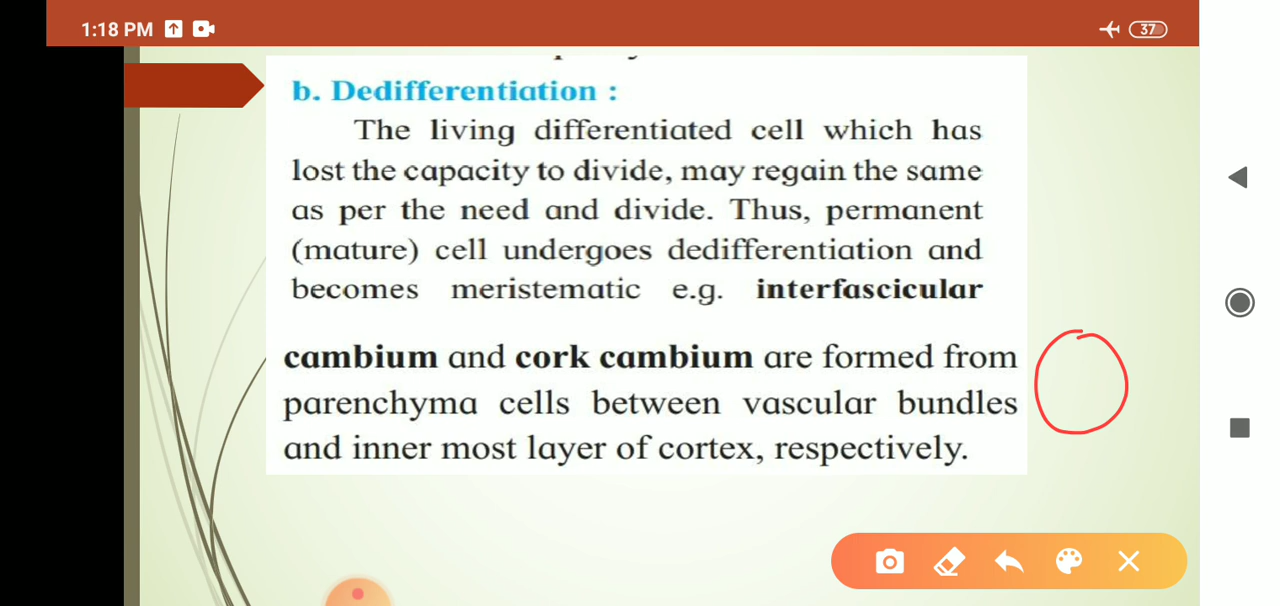 1:18 PM
37
b. Dedifferentiation :
The living differentiated cell which has
lost the capacity to divide, may regain the same
as per the need and divide. Thus, permanent
(mature) cell undergoes dedifferentiation and
becomes meristematic e.g. interfascicular
cambium and cork cambium are formed from
parenchyma cells between vascular bundles
and inner most layer of cortex, respectively.